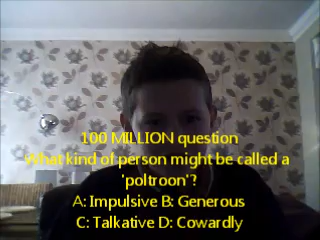 100 MILLION question
What kind of person might be called a
'poltroon'?
A: Impulsive B: Generous
C: Talkative D: Cowardly